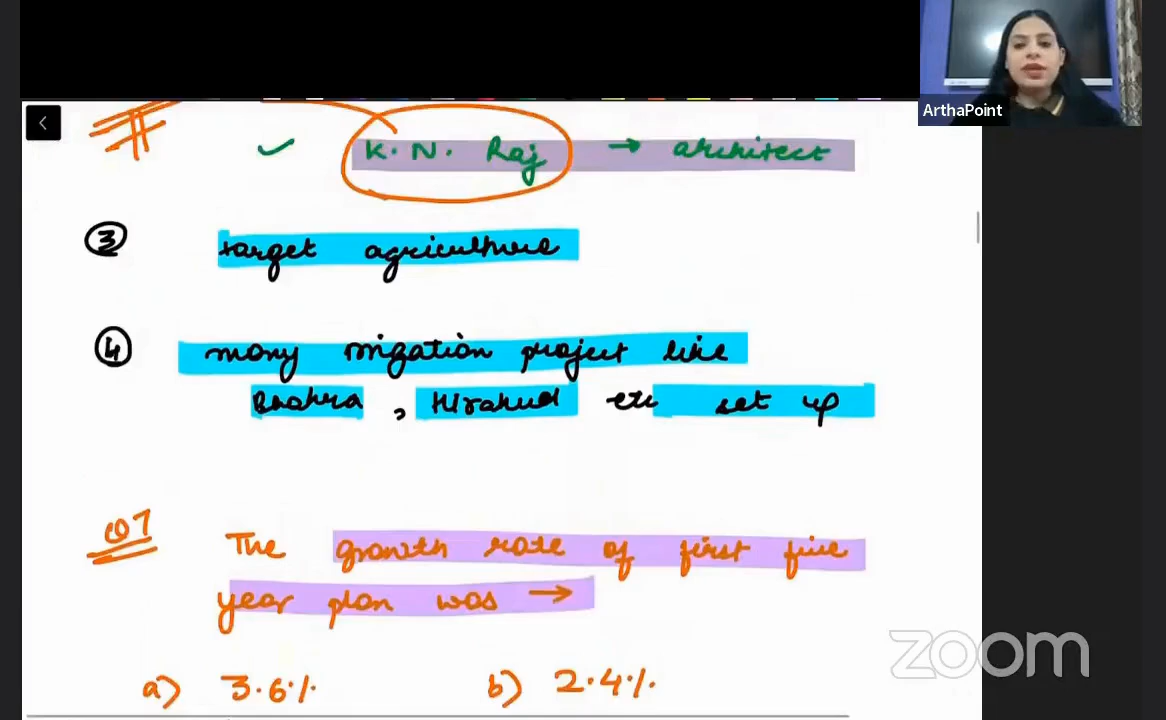 ArthaPoint
K. N. Raj → architect
③ target agriculture
④ many irrigation project like
Bhakra , Hirakud etc set up
Q7 The growth rate of first five
year plan was →
a) 3.6% b) 2.4%
zoom